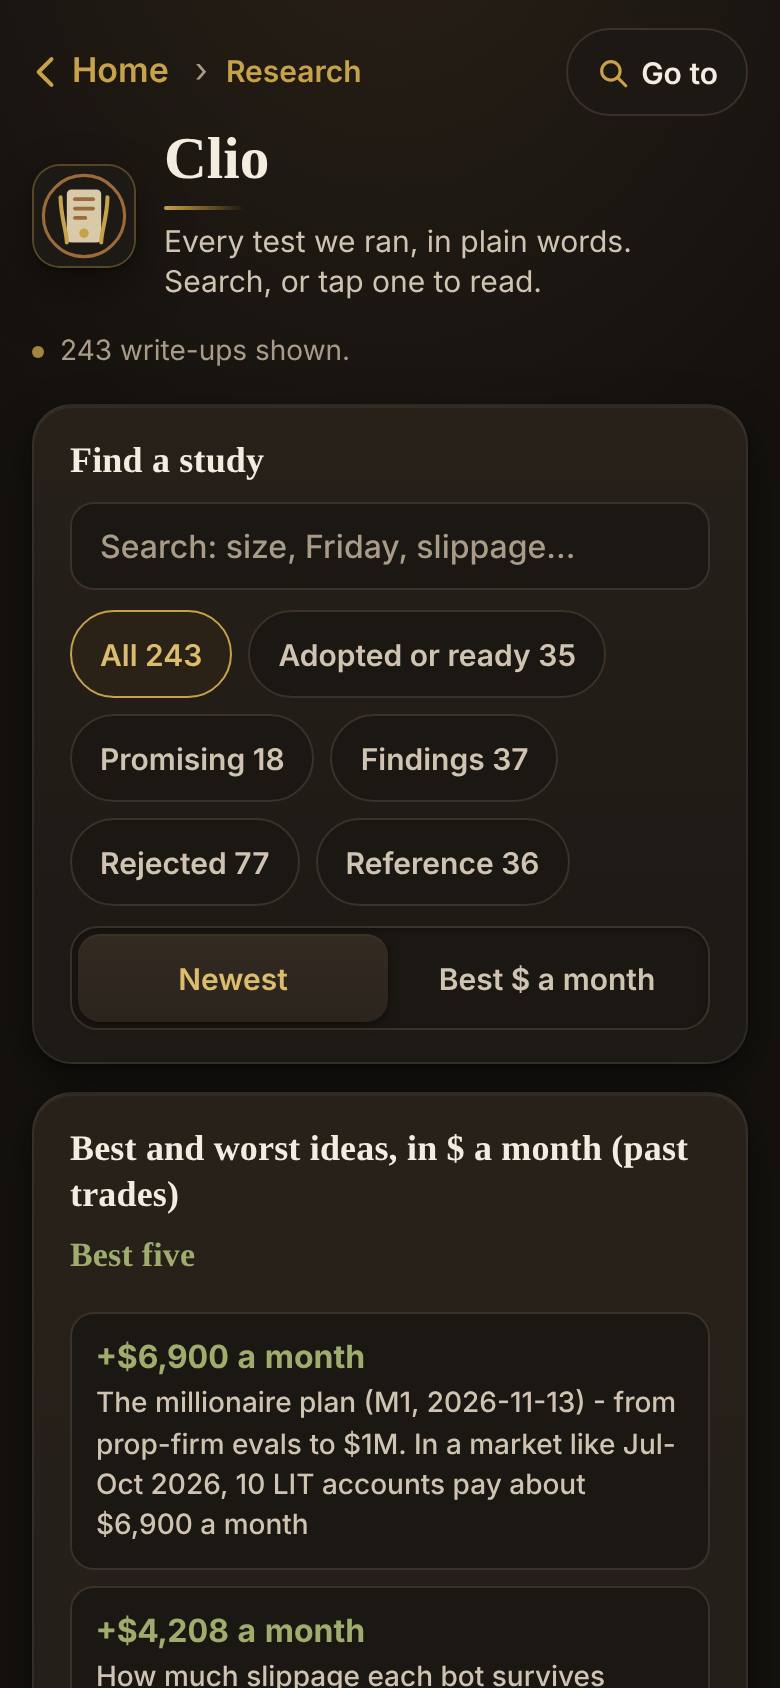 Home › Research
Go to
Clio
Every test we ran, in plain words.
Search, or tap one to read.
243 write-ups shown.
Find a study
Search: size, Friday, slippage...
All 243
Adopted or ready 35
Promising 18
Findings 37
Rejected 77
Reference 36
Newest
Best $ a month
Best and worst ideas, in $ a month (past
trades)
Best five
+$6,900 a month
The millionaire plan (M1, 2026-11-13) - from
prop-firm evals to $1M. In a market like Jul-
Oct 2026, 10 LIT accounts pay about
$6,900 a month
+$4,208 a month
How much slippage each bot survives